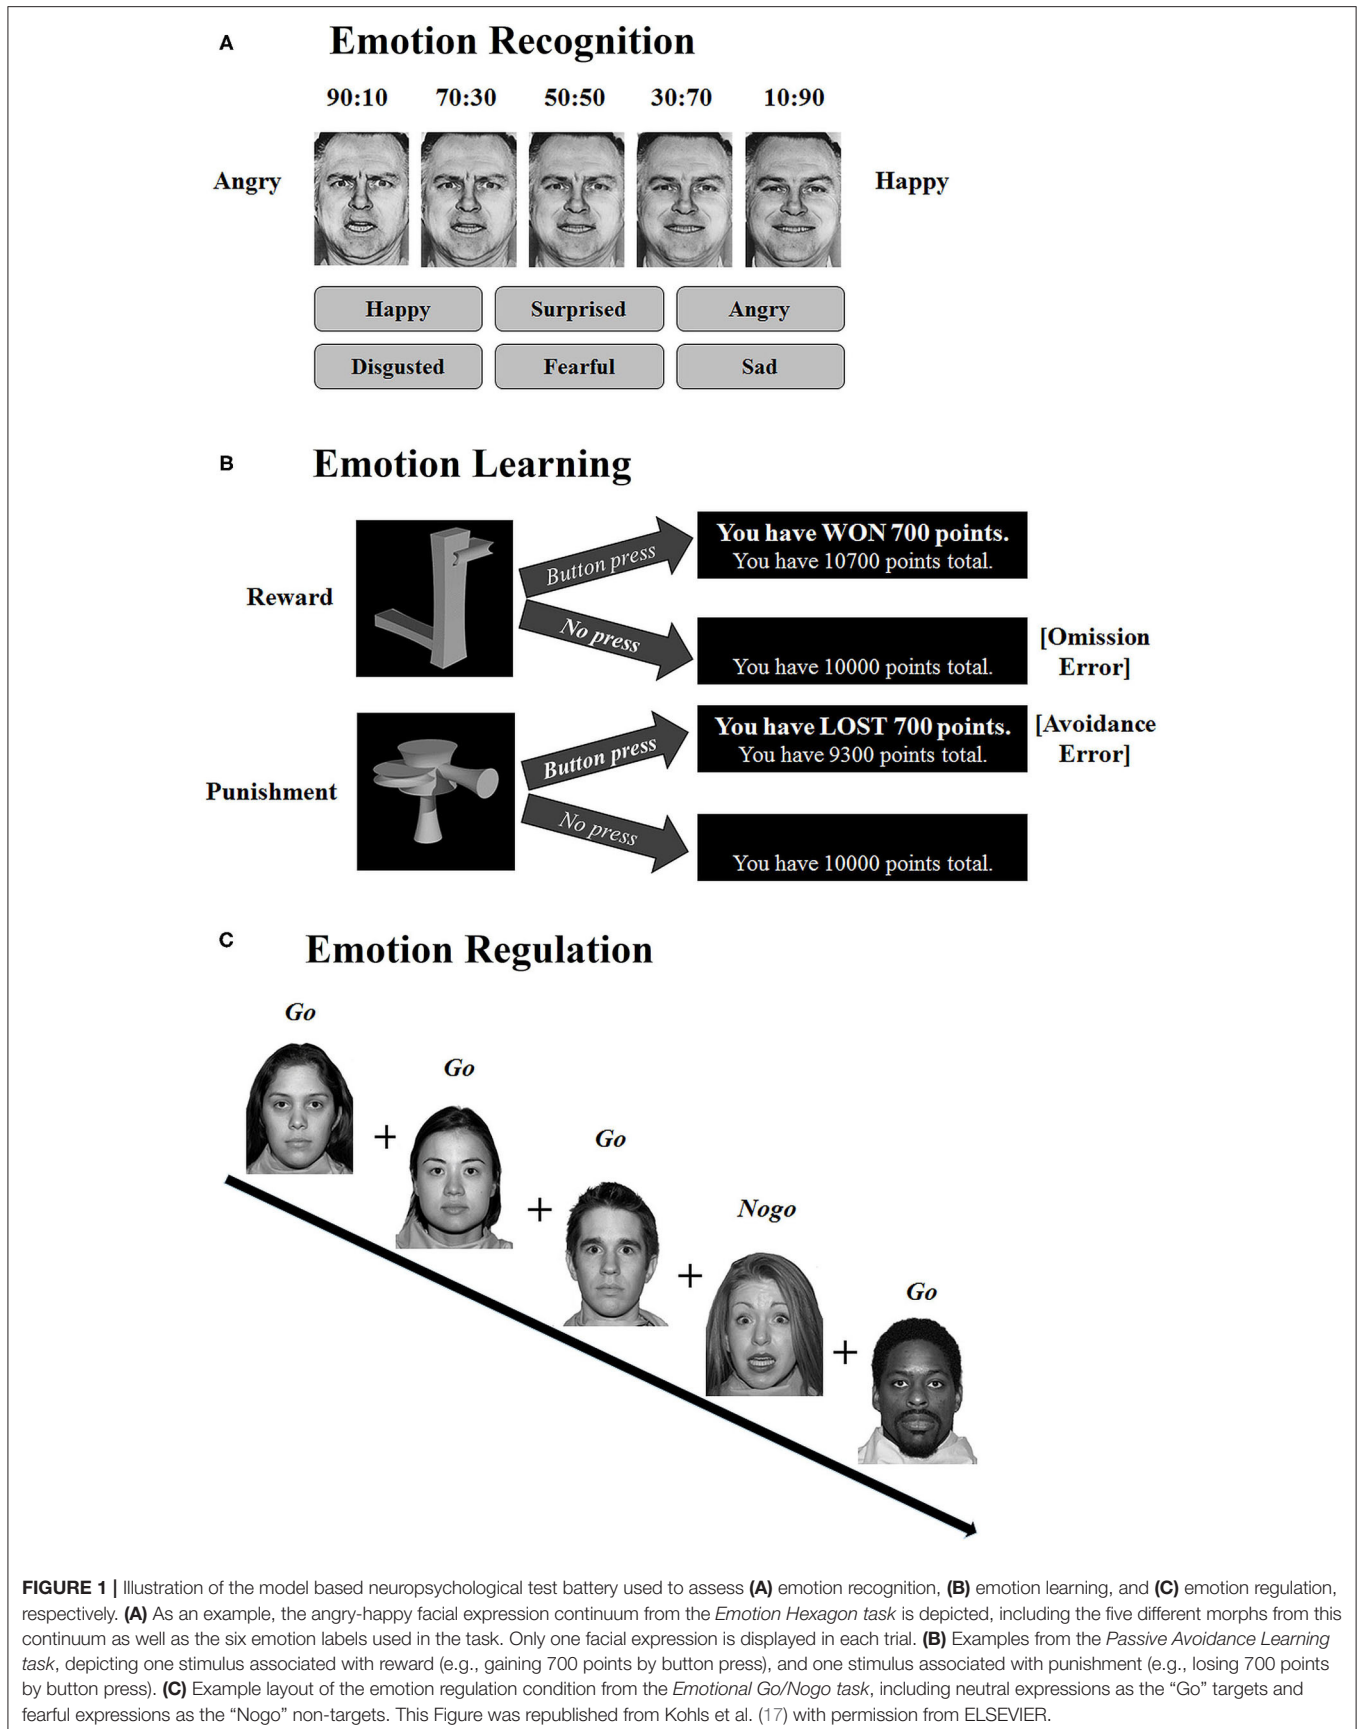 A
Emotion Recognition
90:10 70:30 50:50 30:70 10:90
Angry
Happy
Happy Surprised Angry
Disgusted Fearful Sad
B
Emotion Learning
Reward
Button press
You have WON 700 points.
You have 10700 points total.
No press
You have 10000 points total.
[Omission
Error]
Punishment
Button press
You have LOST 700 points.
You have 9300 points total.
[Avoidance
Error]
No press
You have 10000 points total.
C
Emotion Regulation
Go
Go
Go
Nogo
Go
+
+
+
+
FIGURE 1 | Illustration of the model based neuropsychological test battery used to assess (A) emotion recognition, (B) emotion learning, and (C) emotion regulation,
respectively. (A) As an example, the angry-happy facial expression continuum from the Emotion Hexagon task is depicted, including the five different morphs from this
continuum as well as the six emotion labels used in the task. Only one facial expression is displayed in each trial. (B) Examples from the Passive Avoidance Learning
task, depicting one stimulus associated with reward (e.g., gaining 700 points by button press), and one stimulus associated with punishment (e.g., losing 700 points
by button press). (C) Example layout of the emotion regulation condition from the Emotional Go/Nogo task, including neutral expressions as the “Go” targets and
fearful expressions as the “Nogo” non-targets. This Figure was republished from Kohls et al. (17) with permission from ELSEVIER.